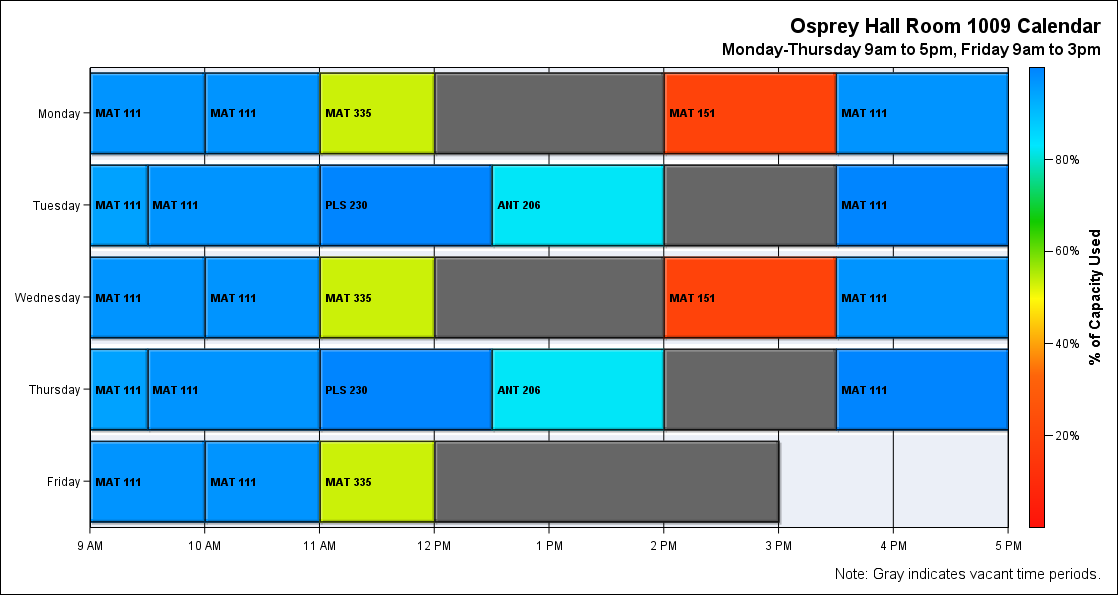 Osprey Hall Room 1009 Calendar
Monday-Thursday 9am to 5pm, Friday 9am to 3pm
Monday
MAT 111
MAT 111
MAT 335
MAT 151
MAT 111
Tuesday
MAT 111
MAT 111
PLS 230
ANT 206
MAT 111
Wednesday
MAT 111
MAT 111
MAT 335
MAT 151
MAT 111
Thursday
MAT 111
MAT 111
PLS 230
ANT 206
MAT 111
Friday
MAT 111
MAT 111
MAT 335
9 AM
10 AM
11 AM
12 PM
1 PM
2 PM
3 PM
4 PM
5 PM
80%
60%
40%
20%
% of Capacity Used
Note: Gray indicates vacant time periods.